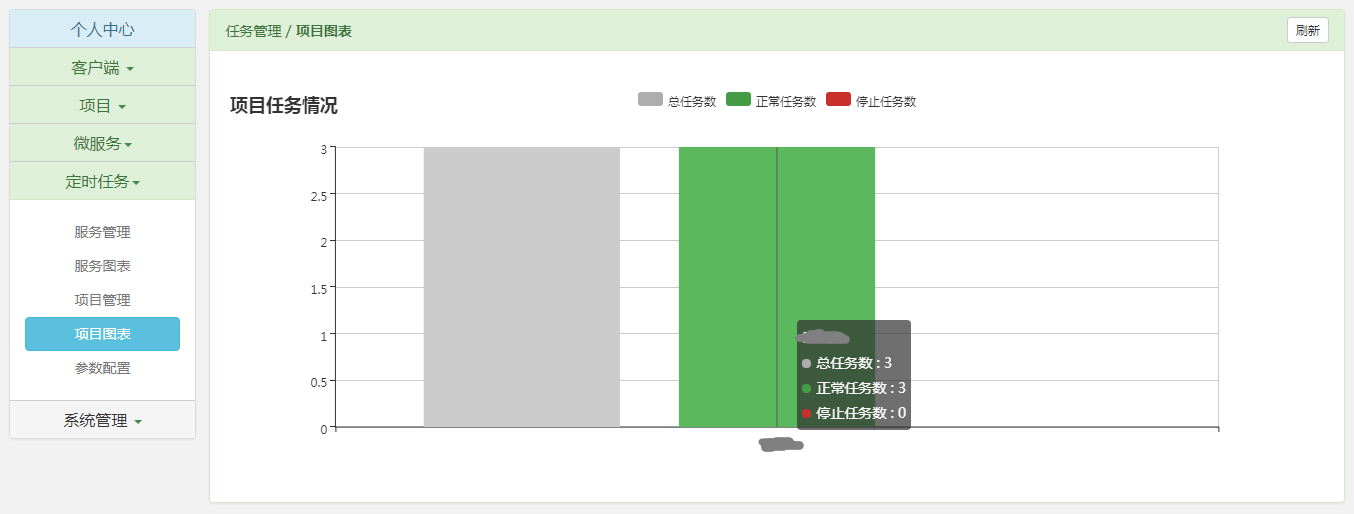 个人中心
客户端
项目
微服务
定时任务
服务管理
服务图表
项目管理
项目图表
参数配置
系统管理
任务管理 / 项目图表
刷新
项目任务情况
总任务数 正常任务数 停止任务数
3
2.5
2
1.5
1
0.5
0
总任务数 : 3
正常任务数 : 3
停止任务数 : 0